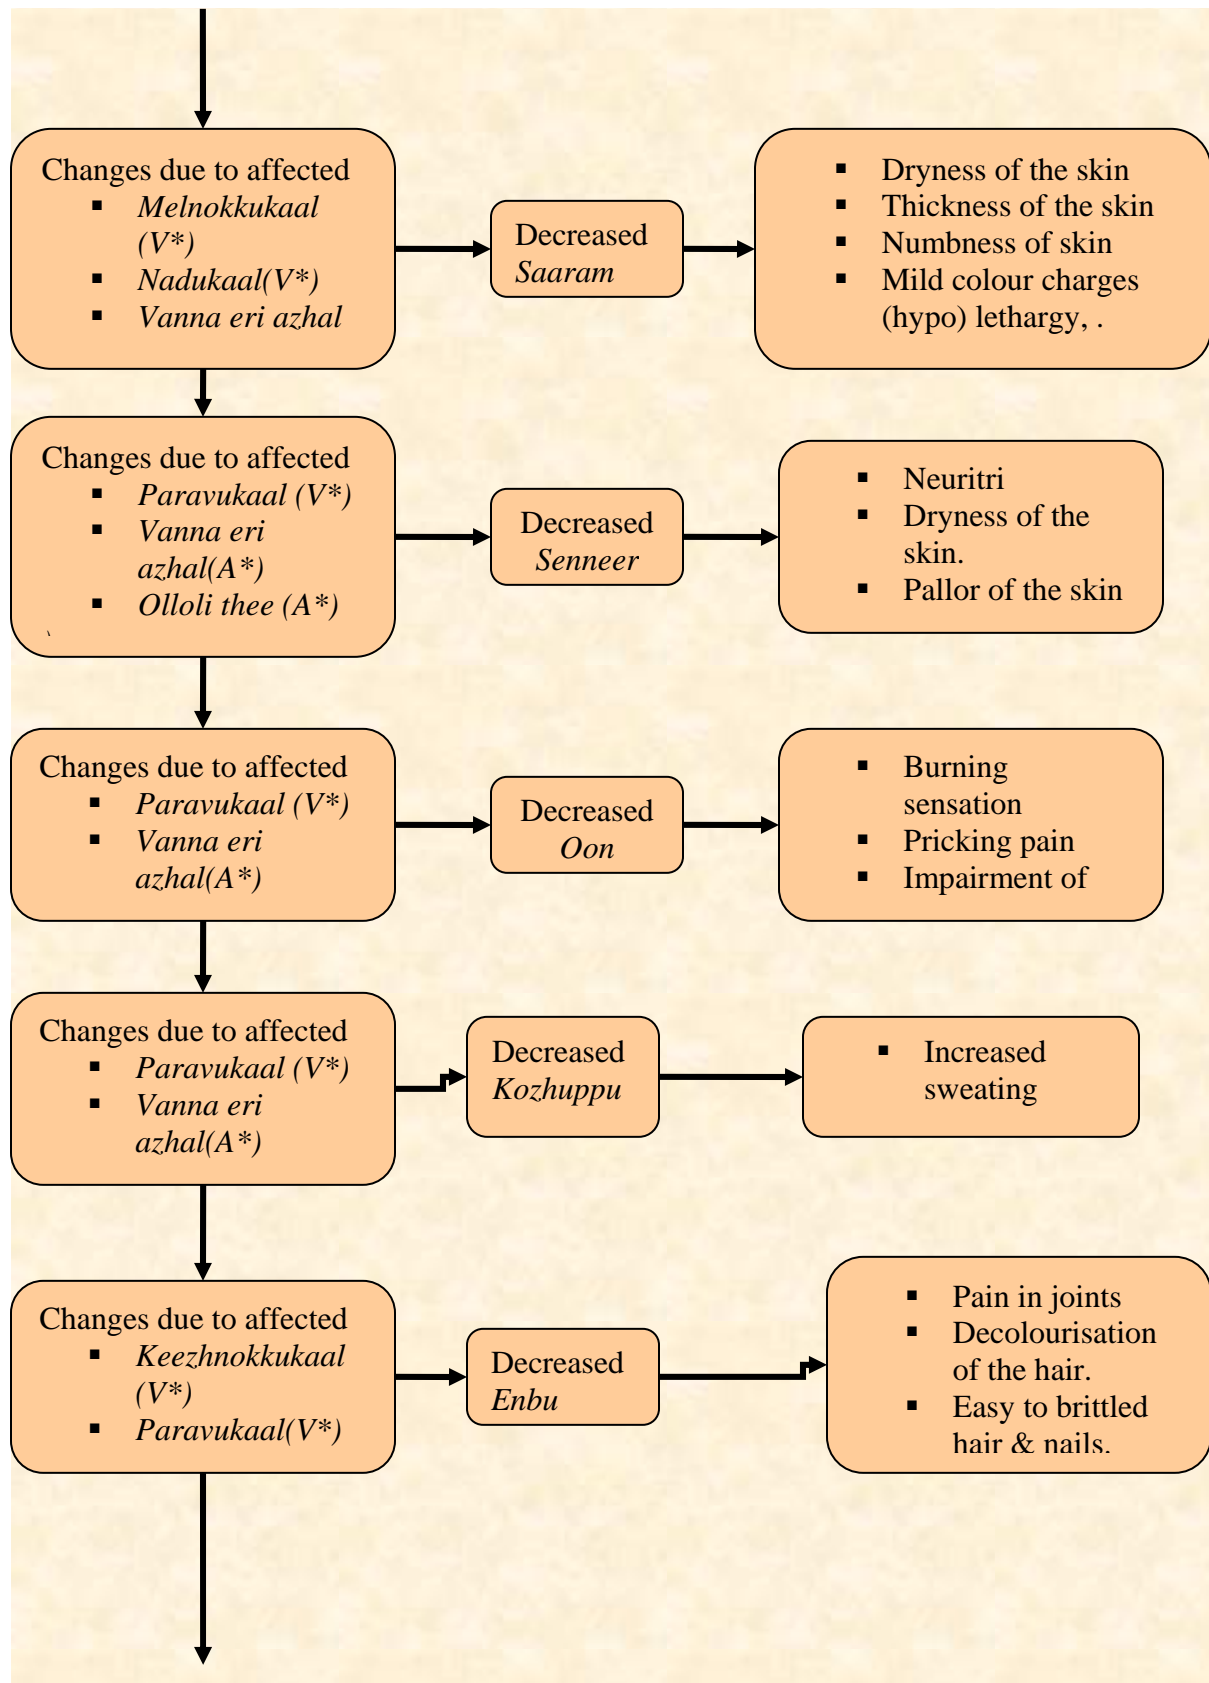 Changes due to affected
▪ Melnokkukaal
(V*)
▪ Nadukaal(V*)
▪ Vanna eri azhal
Decreased
Saaram
▪ Dryness of the skin
▪ Thickness of the skin
▪ Numbness of skin
▪ Mild colour charges
(hypo) lethargy, .
Changes due to affected
▪ Paravukaal (V*)
▪ Vanna eri
azhal(A*)
▪ Olloli thee (A*)
Decreased
Senneer
▪ Neuritri
▪ Dryness of the
skin.
▪ Pallor of the skin
Changes due to affected
▪ Paravukaal (V*)
▪ Vanna eri
azhal(A*)
Decreased
Oon
▪ Burning
sensation
▪ Pricking pain
▪ Impairment of
Changes due to affected
▪ Paravukaal (V*)
▪ Vanna eri
azhal(A*)
Decreased
Kozhuppu
▪ Increased
sweating
Changes due to affected
▪ Keezhnokkukaal
(V*)
▪ Paravukaal(V*)
Decreased
Enbu
▪ Pain in joints
▪ Decolourisation
of the hair.
▪ Easy to brittled
hair & nails.